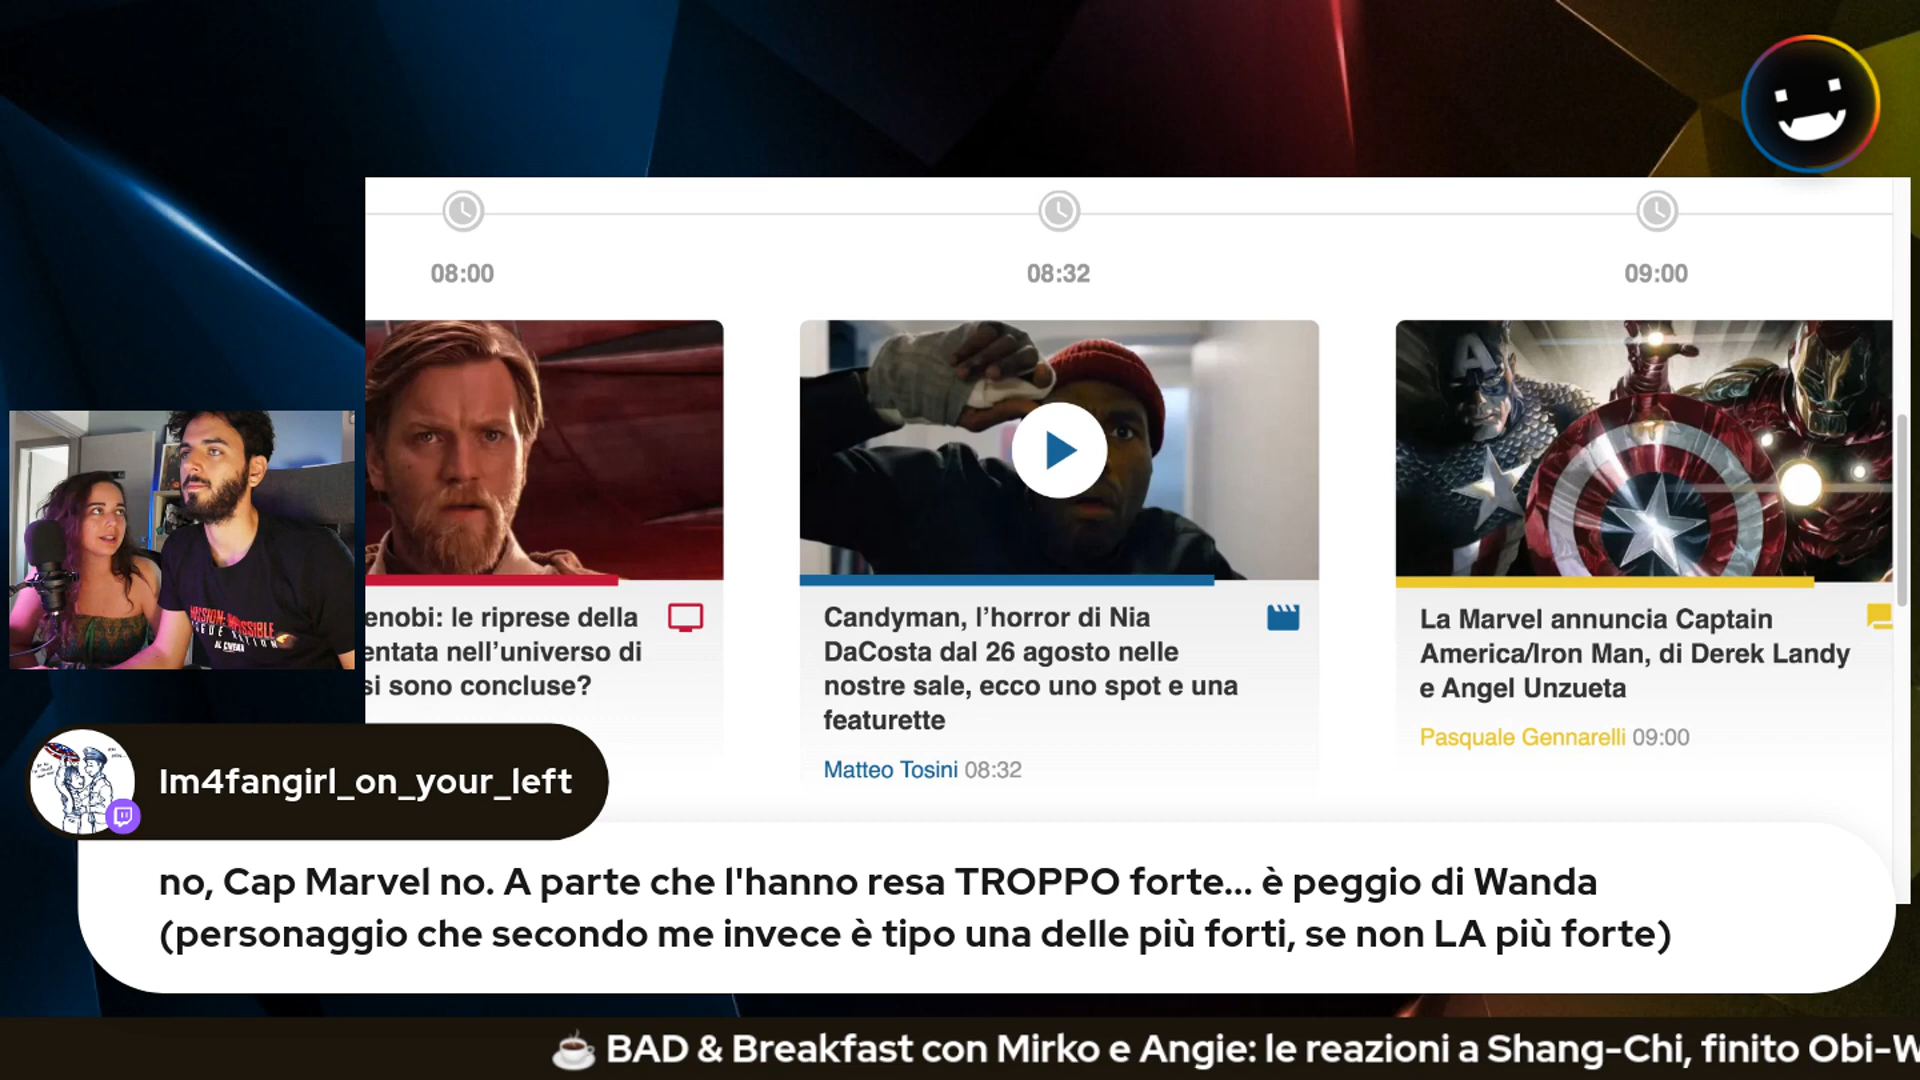 08:00
08:32
09:00
enobi: le riprese della
entata nell'universo di
si sono concluse?
Candyman, l'horror di Nia
DaCosta dal 26 agosto nelle
nostre sale, ecco uno spot e una
featurette
Matteo Tosini 08:32
La Marvel annuncia Captain
America/Iron Man, di Derek Landy
e Angel Unzueta
Pasquale Gennarelli 09:00
A
AL CINEMA
Im4fangirl_on_your_left
no, Cap Marvel no. A parte che l'hanno resa TROPPO forte... è peggio di Wanda
(personaggio che secondo me invece è tipo una delle più forti, se non LA più forte)
☕ BAD & Breakfast con Mirko e Angie: le reazioni a Shang-Chi, finito Obi-W